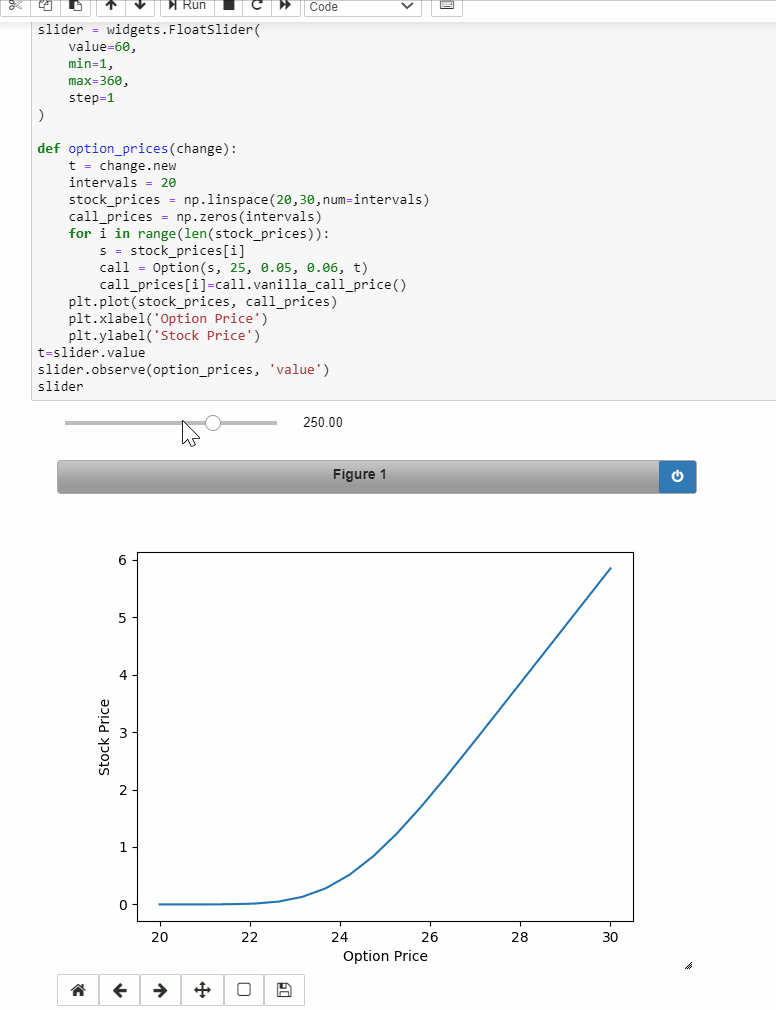 Run
Code
slider = widgets.FloatSlider(
    value=60,
    min=1,
    max=360,
    step=1
)
def option_prices(change):
    t = change.new
    intervals = 20
    stock_prices = np.linspace(20,30,num=intervals)
    call_prices = np.zeros(intervals)
    for i in range(len(stock_prices)):
        s = stock_prices[i]
        call = Option(s, 25, 0.05, 0.06, t)
        call_prices[i]=call.vanilla_call_price()
    plt.plot(stock_prices, call_prices)
    plt.xlabel('Option Price')
    plt.ylabel('Stock Price')
t=slider.value
slider.observe(option_prices, 'value')
slider
250.00
Figure 1
6
5
4
3
2
1
0
Stock Price
20 22 24 26 28 30
Option Price